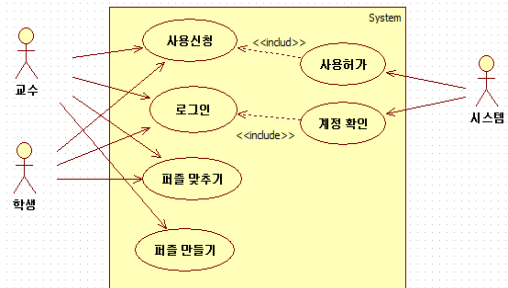 System
사용신청
<<includ>>
사용허가
교수
시스템
로그인
계정 확인
<<include>>
퍼즐 맞추기
학생
퍼즐 만들기